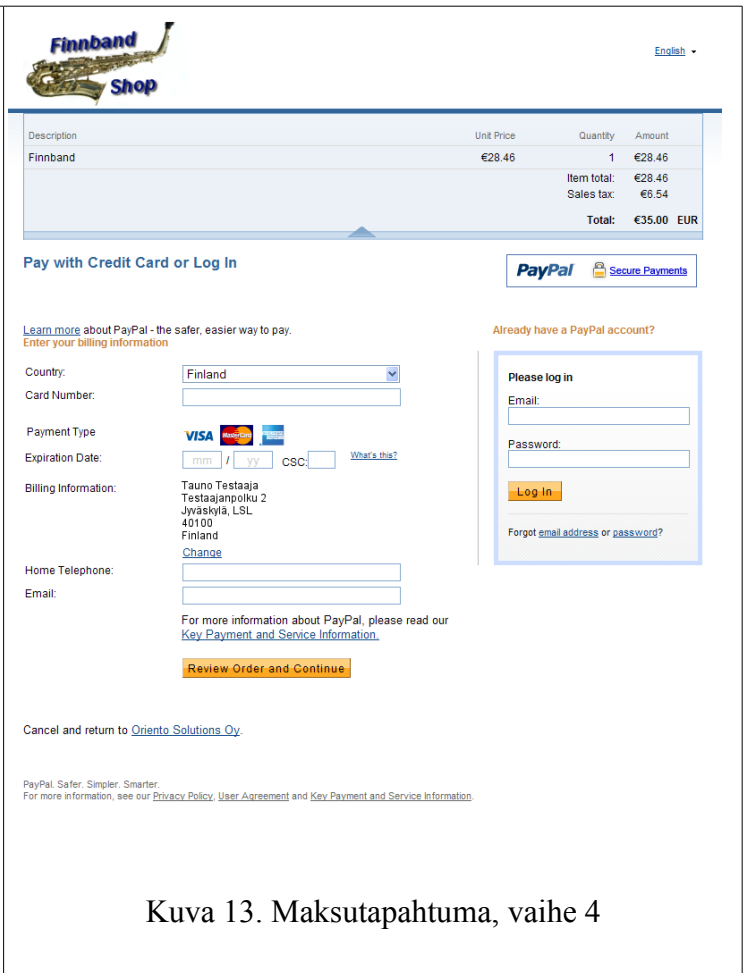 Finnband
Shop
English
Description Unit Price Quantity Amount
Finnband €28.46 1 €28.46
Item total: €28.46
Sales tax: €6.54
Total: €35.00 EUR
Pay with Credit Card or Log In
PayPal Secure Payments
Learn more about PayPal - the safer, easier way to pay.
Enter your billing information
Already have a PayPal account?
Country: Finland
Card Number:
Payment Type VISA MasterCard
Expiration Date: mm / yy CSC: What's this?
Billing Information: Tauno Testaaja
Testaajanpolku 2
Jyväskylä, LSL
40100
Finland
Change
Home Telephone:
Email:
For more information about PayPal, please read our
Key Payment and Service Information.
Review Order and Continue
Please log in
Email:
Password:
Log In
Forgot email address or password?
Cancel and return to Oriento Solutions Oy.
PayPal. Safer. Simpler. Smarter.
For more information, see our Privacy Policy, User Agreement and Key Payment and Service Information.
Kuva 13. Maksutapahtuma, vaihe 4